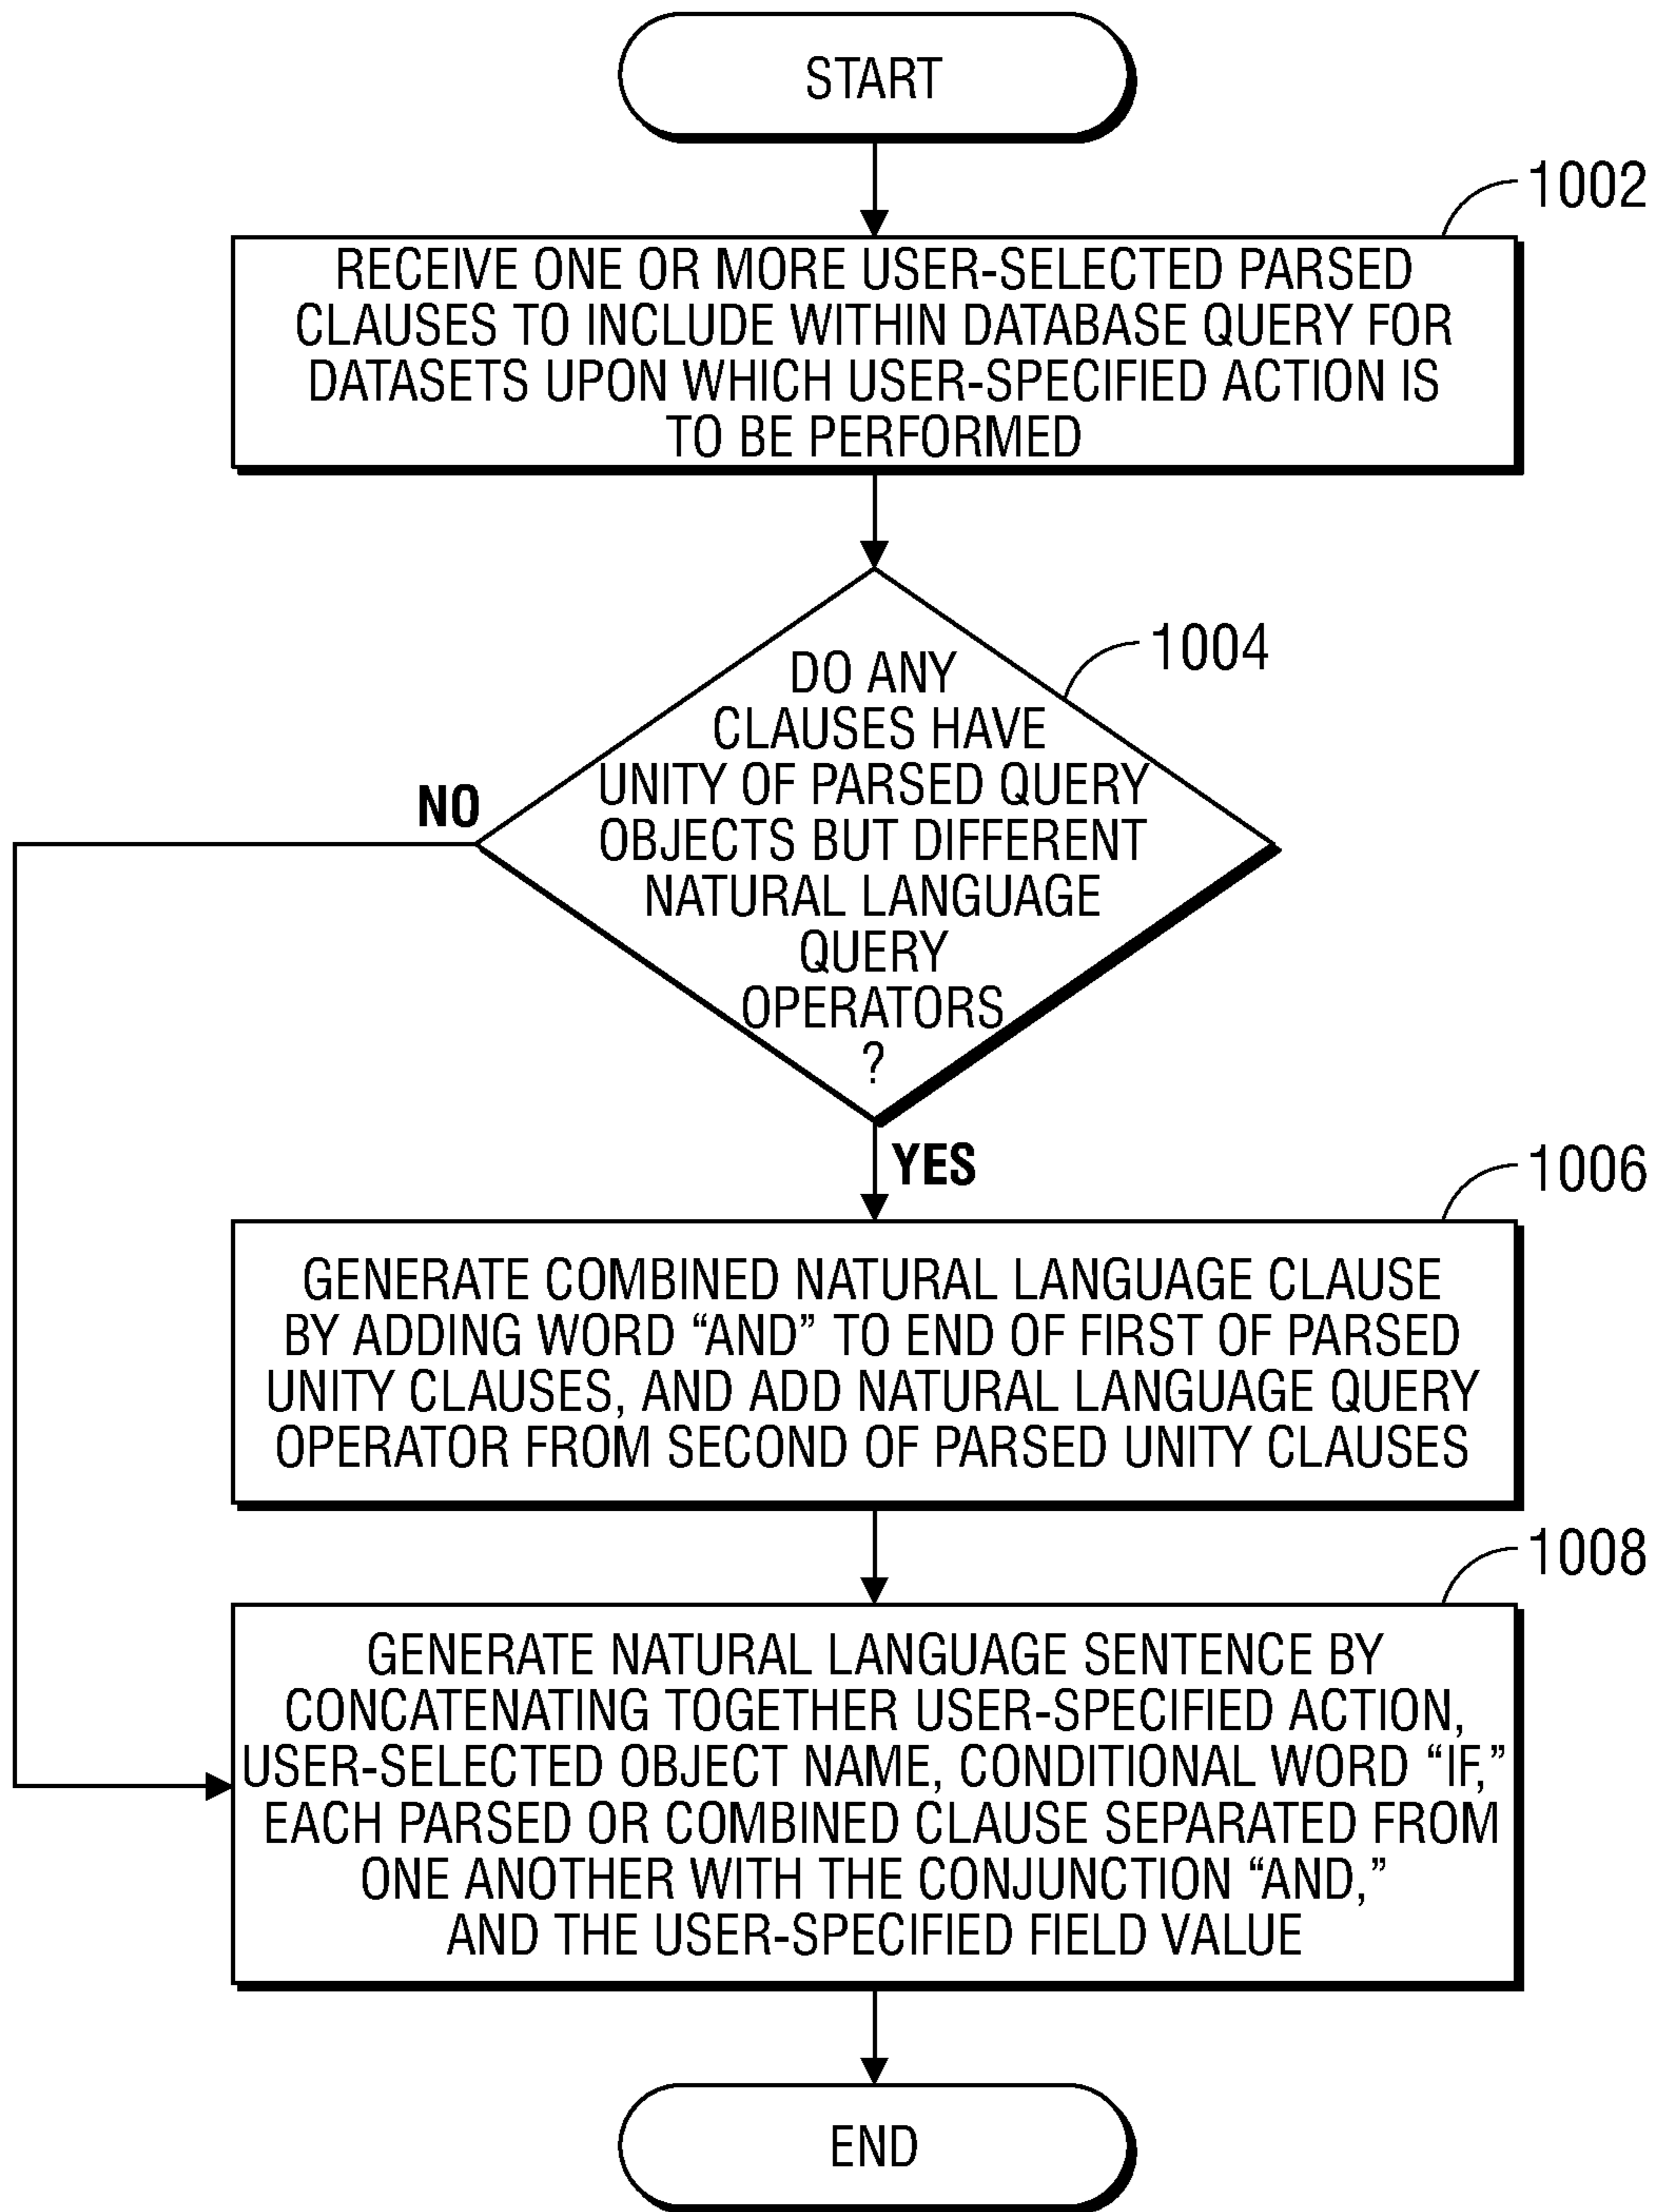 START
1002
RECEIVE ONE OR MORE USER-SELECTED PARSED
CLAUSES TO INCLUDE WITHIN DATABASE QUERY FOR
DATASETS UPON WHICH USER-SPECIFIED ACTION IS
TO BE PERFORMED
1004
DO ANY
CLAUSES HAVE
UNITY OF PARSED QUERY
OBJECTS BUT DIFFERENT
NATURAL LANGUAGE
QUERY
OPERATORS
?
NO
YES
1006
GENERATE COMBINED NATURAL LANGUAGE CLAUSE
BY ADDING WORD “AND” TO END OF FIRST OF PARSED
UNITY CLAUSES, AND ADD NATURAL LANGUAGE QUERY
OPERATOR FROM SECOND OF PARSED UNITY CLAUSES
1008
GENERATE NATURAL LANGUAGE SENTENCE BY
CONCATENATING TOGETHER USER-SPECIFIED ACTION,
USER-SELECTED OBJECT NAME, CONDITIONAL WORD “IF,”
EACH PARSED OR COMBINED CLAUSE SEPARATED FROM
ONE ANOTHER WITH THE CONJUNCTION “AND,”
AND THE USER-SPECIFIED FIELD VALUE
END